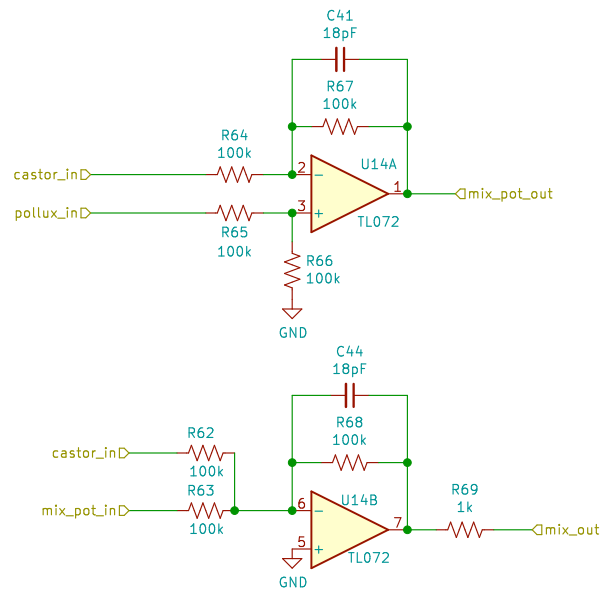 C41
18pF
R67
100k
R64
100k
castor_in
2
−
U14A
1
mix_pot_out
pollux_in
3
+
R65
100k
TL072
R66
100k
GND
C44
18pF
R68
100k
R62
castor_in
100k
R63
mix_pot_in
100k
6
−
U14B
7
R69
1k
mix_out
5
+
TL072
GND